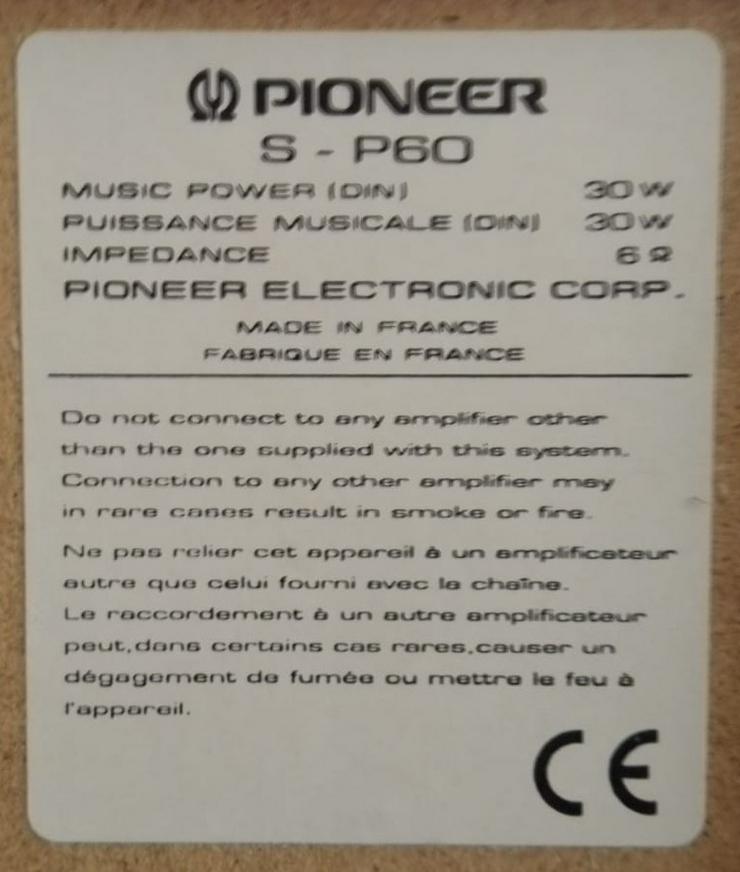 PIONEER
S - P60
MUSIC POWER (DIN) 30 W
PUISSANCE MUSICALE (DIN) 30 W
IMPEDANCE 6 Ω
PIONEER ELECTRONIC CORP.
MADE IN FRANCE
FABRIQUE EN FRANCE
Do not connect to any amplifier other
than the one supplied with this system.
Connection to any other amplifier may
in rare cases result in smoke or fire.
Ne pas relier cet appareil à un amplificateur
autre que celui fourni avec la chaîne.
Le raccordement à un autre amplificateur
peut,dans certains cas rares,causer un
dégagement de fumée ou mettre le feu à
l'appareil.
CE